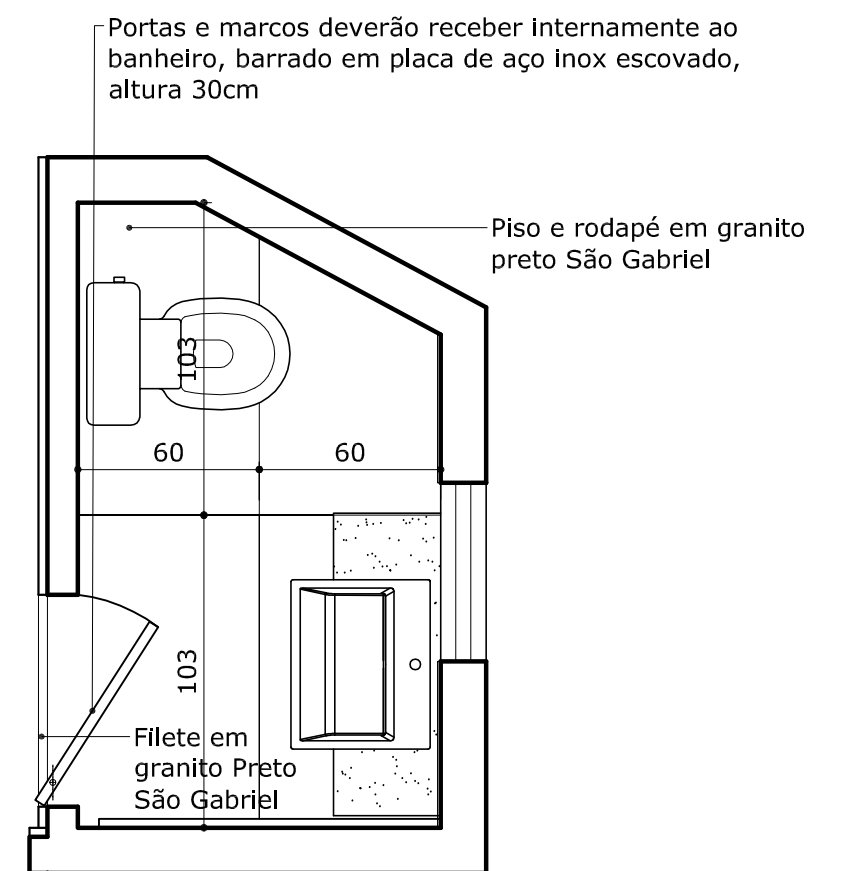 Portas e marcos deverão receber internamente ao
banheiro, barrado em placa de aço inox escovado,
altura 30cm
Piso e rodapé em granito
preto São Gabriel
103
60
60
103
Filete em
granito Preto
São Gabriel